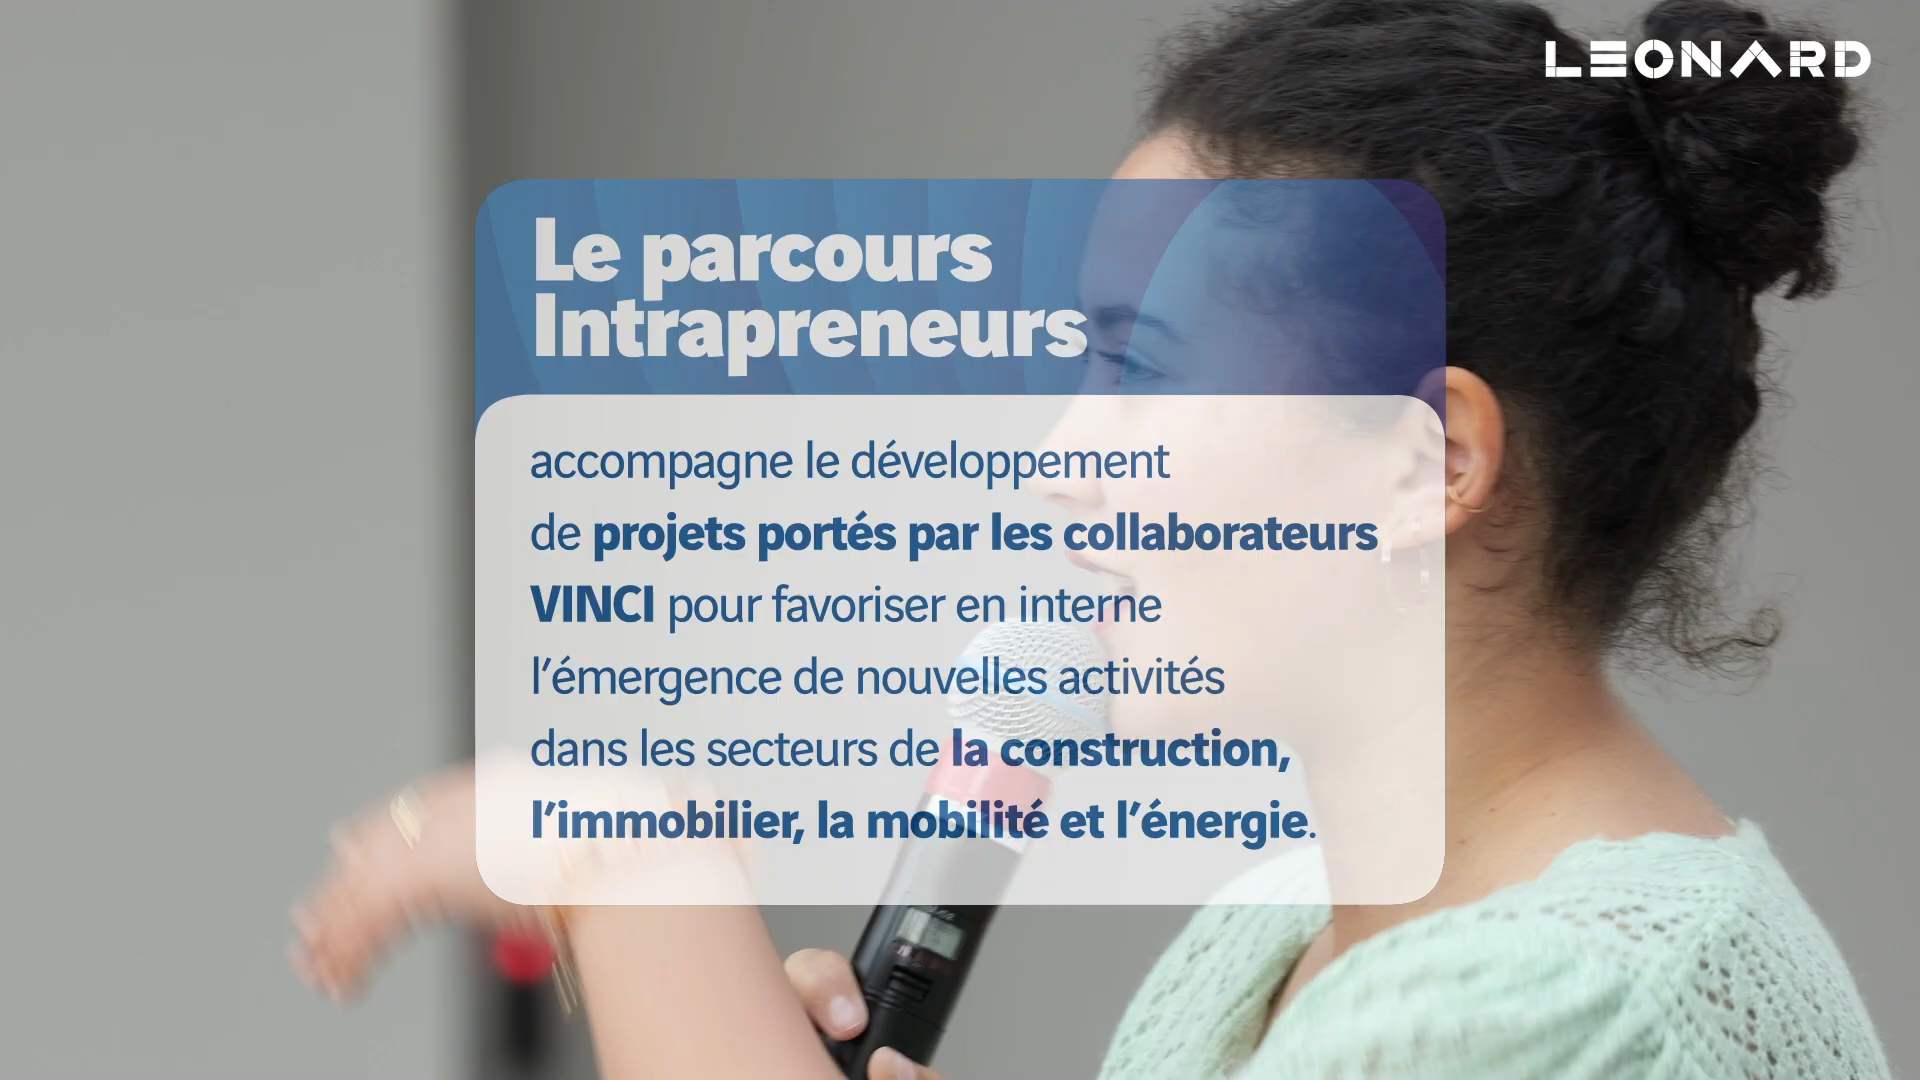 LEONARD
Le parcours
Intrapreneurs
accompagne le développement
de projets portés par les collaborateurs
VINCI pour favoriser en interne
l’émergence de nouvelles activités
dans les secteurs de la construction,
l’immobilier, la mobilité et l’énergie.